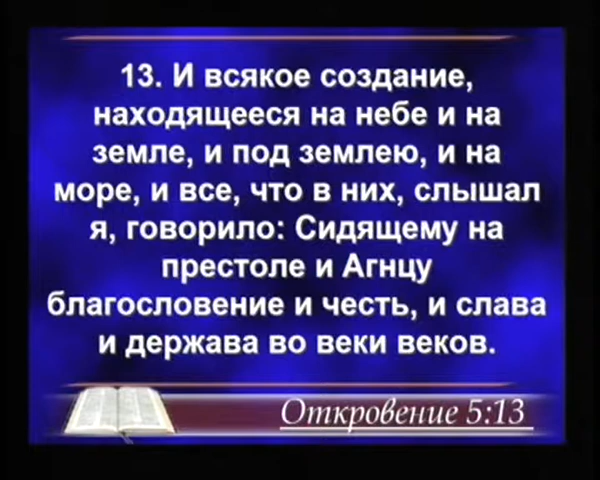 13. И всякое создание,
находящееся на небе и на
земле, и под землею, и на
море, и все, что в них, слышал
я, говорило: Сидящему на
престоле и Агнцу
благословение и честь, и слава
и держава во веки веков.
Откровение 5:13